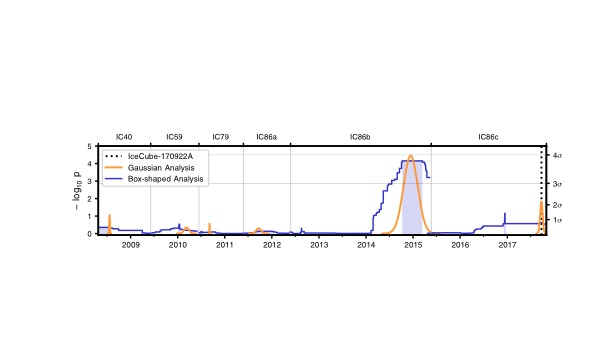 IC40 IC59 IC79 IC86a IC86b IC86c
5
4
3
2
1
0
− log10 p
IceCube-170922A
Gaussian Analysis
Box-shaped Analysis
4σ
3σ
2σ
1σ
2009 2010 2011 2012 2013 2014 2015 2016 2017